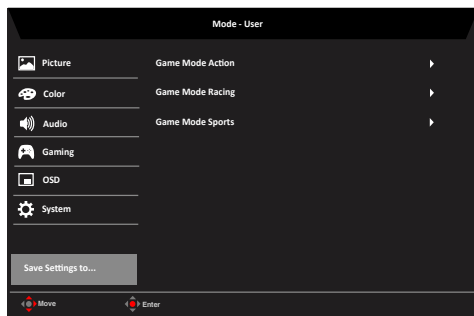 Mode - User
Picture
Game Mode Action
Color
Game Mode Racing
Audio
Game Mode Sports
Gaming
OSD
System
Save Settings to...
Move
Enter